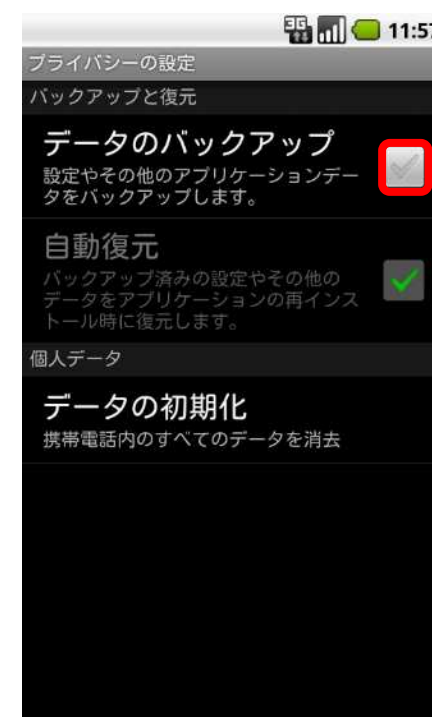 3G 11:57
プライバシーの設定
バックアップと復元
データのバックアップ
設定やその他のアプリケーションデー
タをバックアップします。
自動復元
バックアップ済みの設定やその他の
データをアプリケーションの再インス
トール時に復元します。
個人データ
データの初期化
携帯電話内のすべてのデータを消去